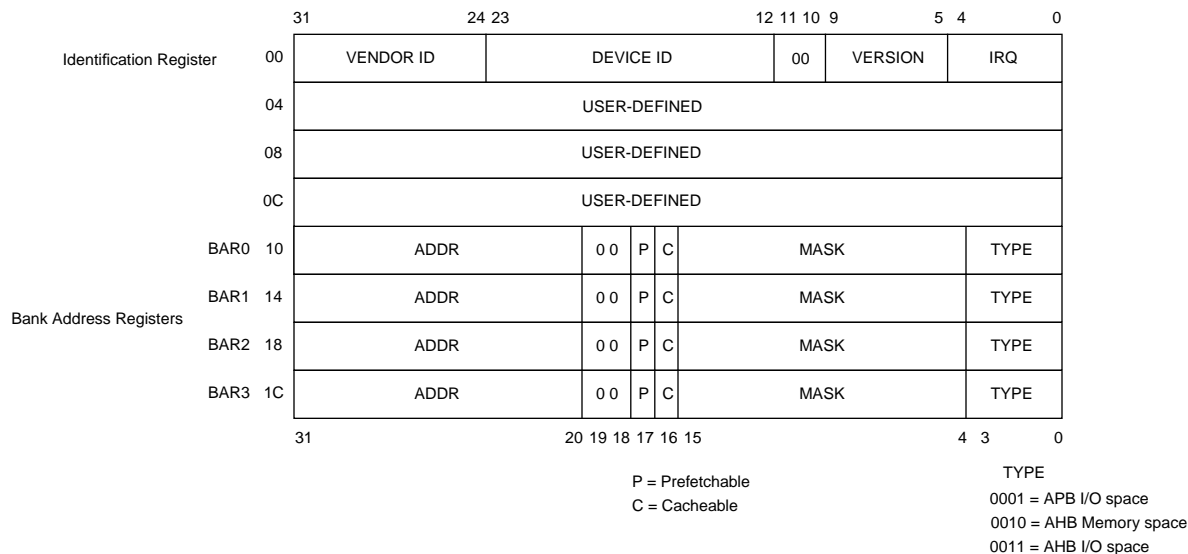 31 24 23 12 11 10 9 5 4 0
Identification Register 00 VENDOR ID DEVICE ID 00 VERSION IRQ
04 USER-DEFINED
08 USER-DEFINED
0C USER-DEFINED
BAR0 10 ADDR 0 0 P C MASK TYPE
BAR1 14 ADDR 0 0 P C MASK TYPE
Bank Address Registers
BAR2 18 ADDR 0 0 P C MASK TYPE
BAR3 1C ADDR 0 0 P C MASK TYPE
31 20 19 18 17 16 15 4 3 0
P = Prefetchable
C = Cacheable
TYPE
0001 = APB I/O space
0010 = AHB Memory space
0011 = AHB I/O space